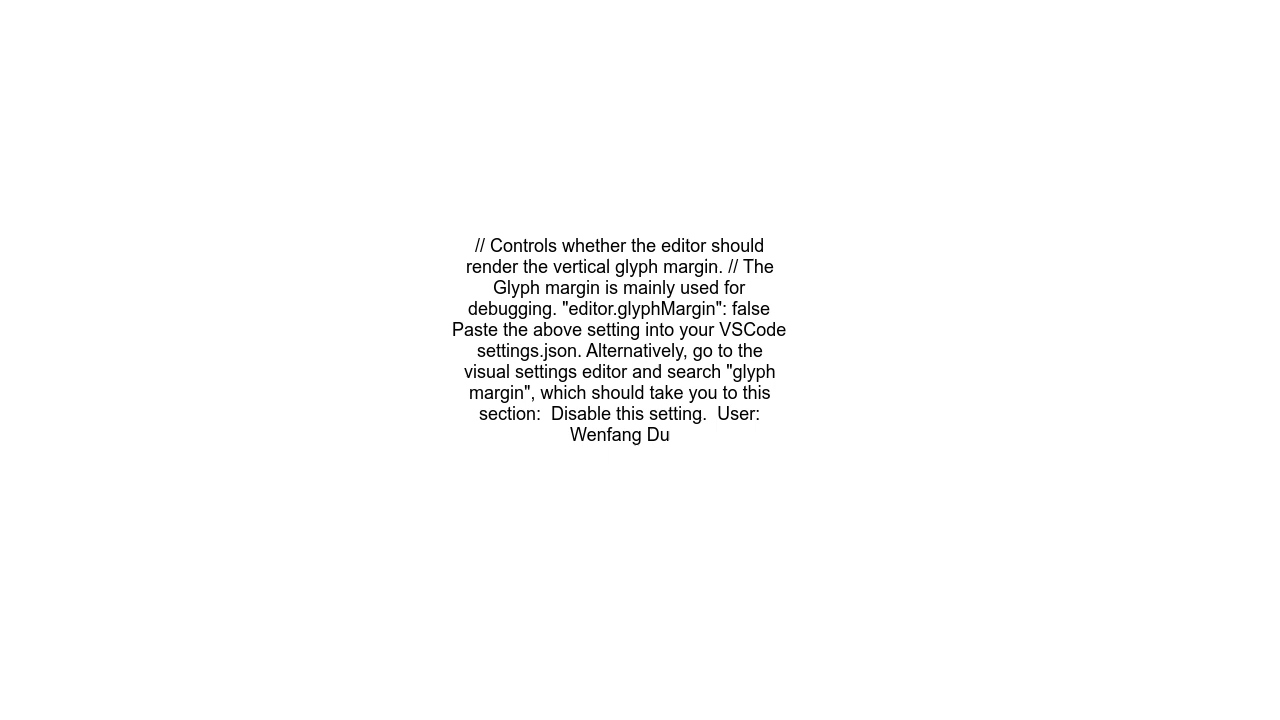 // Controls whether the editor should
render the vertical glyph margin. // The
Glyph margin is mainly used for
debugging. "editor.glyphMargin": false
Paste the above setting into your VSCode
settings.json. Alternatively, go to the
visual settings editor and search "glyph
margin", which should take you to this
section:  Disable this setting.  User:
Wenfang Du